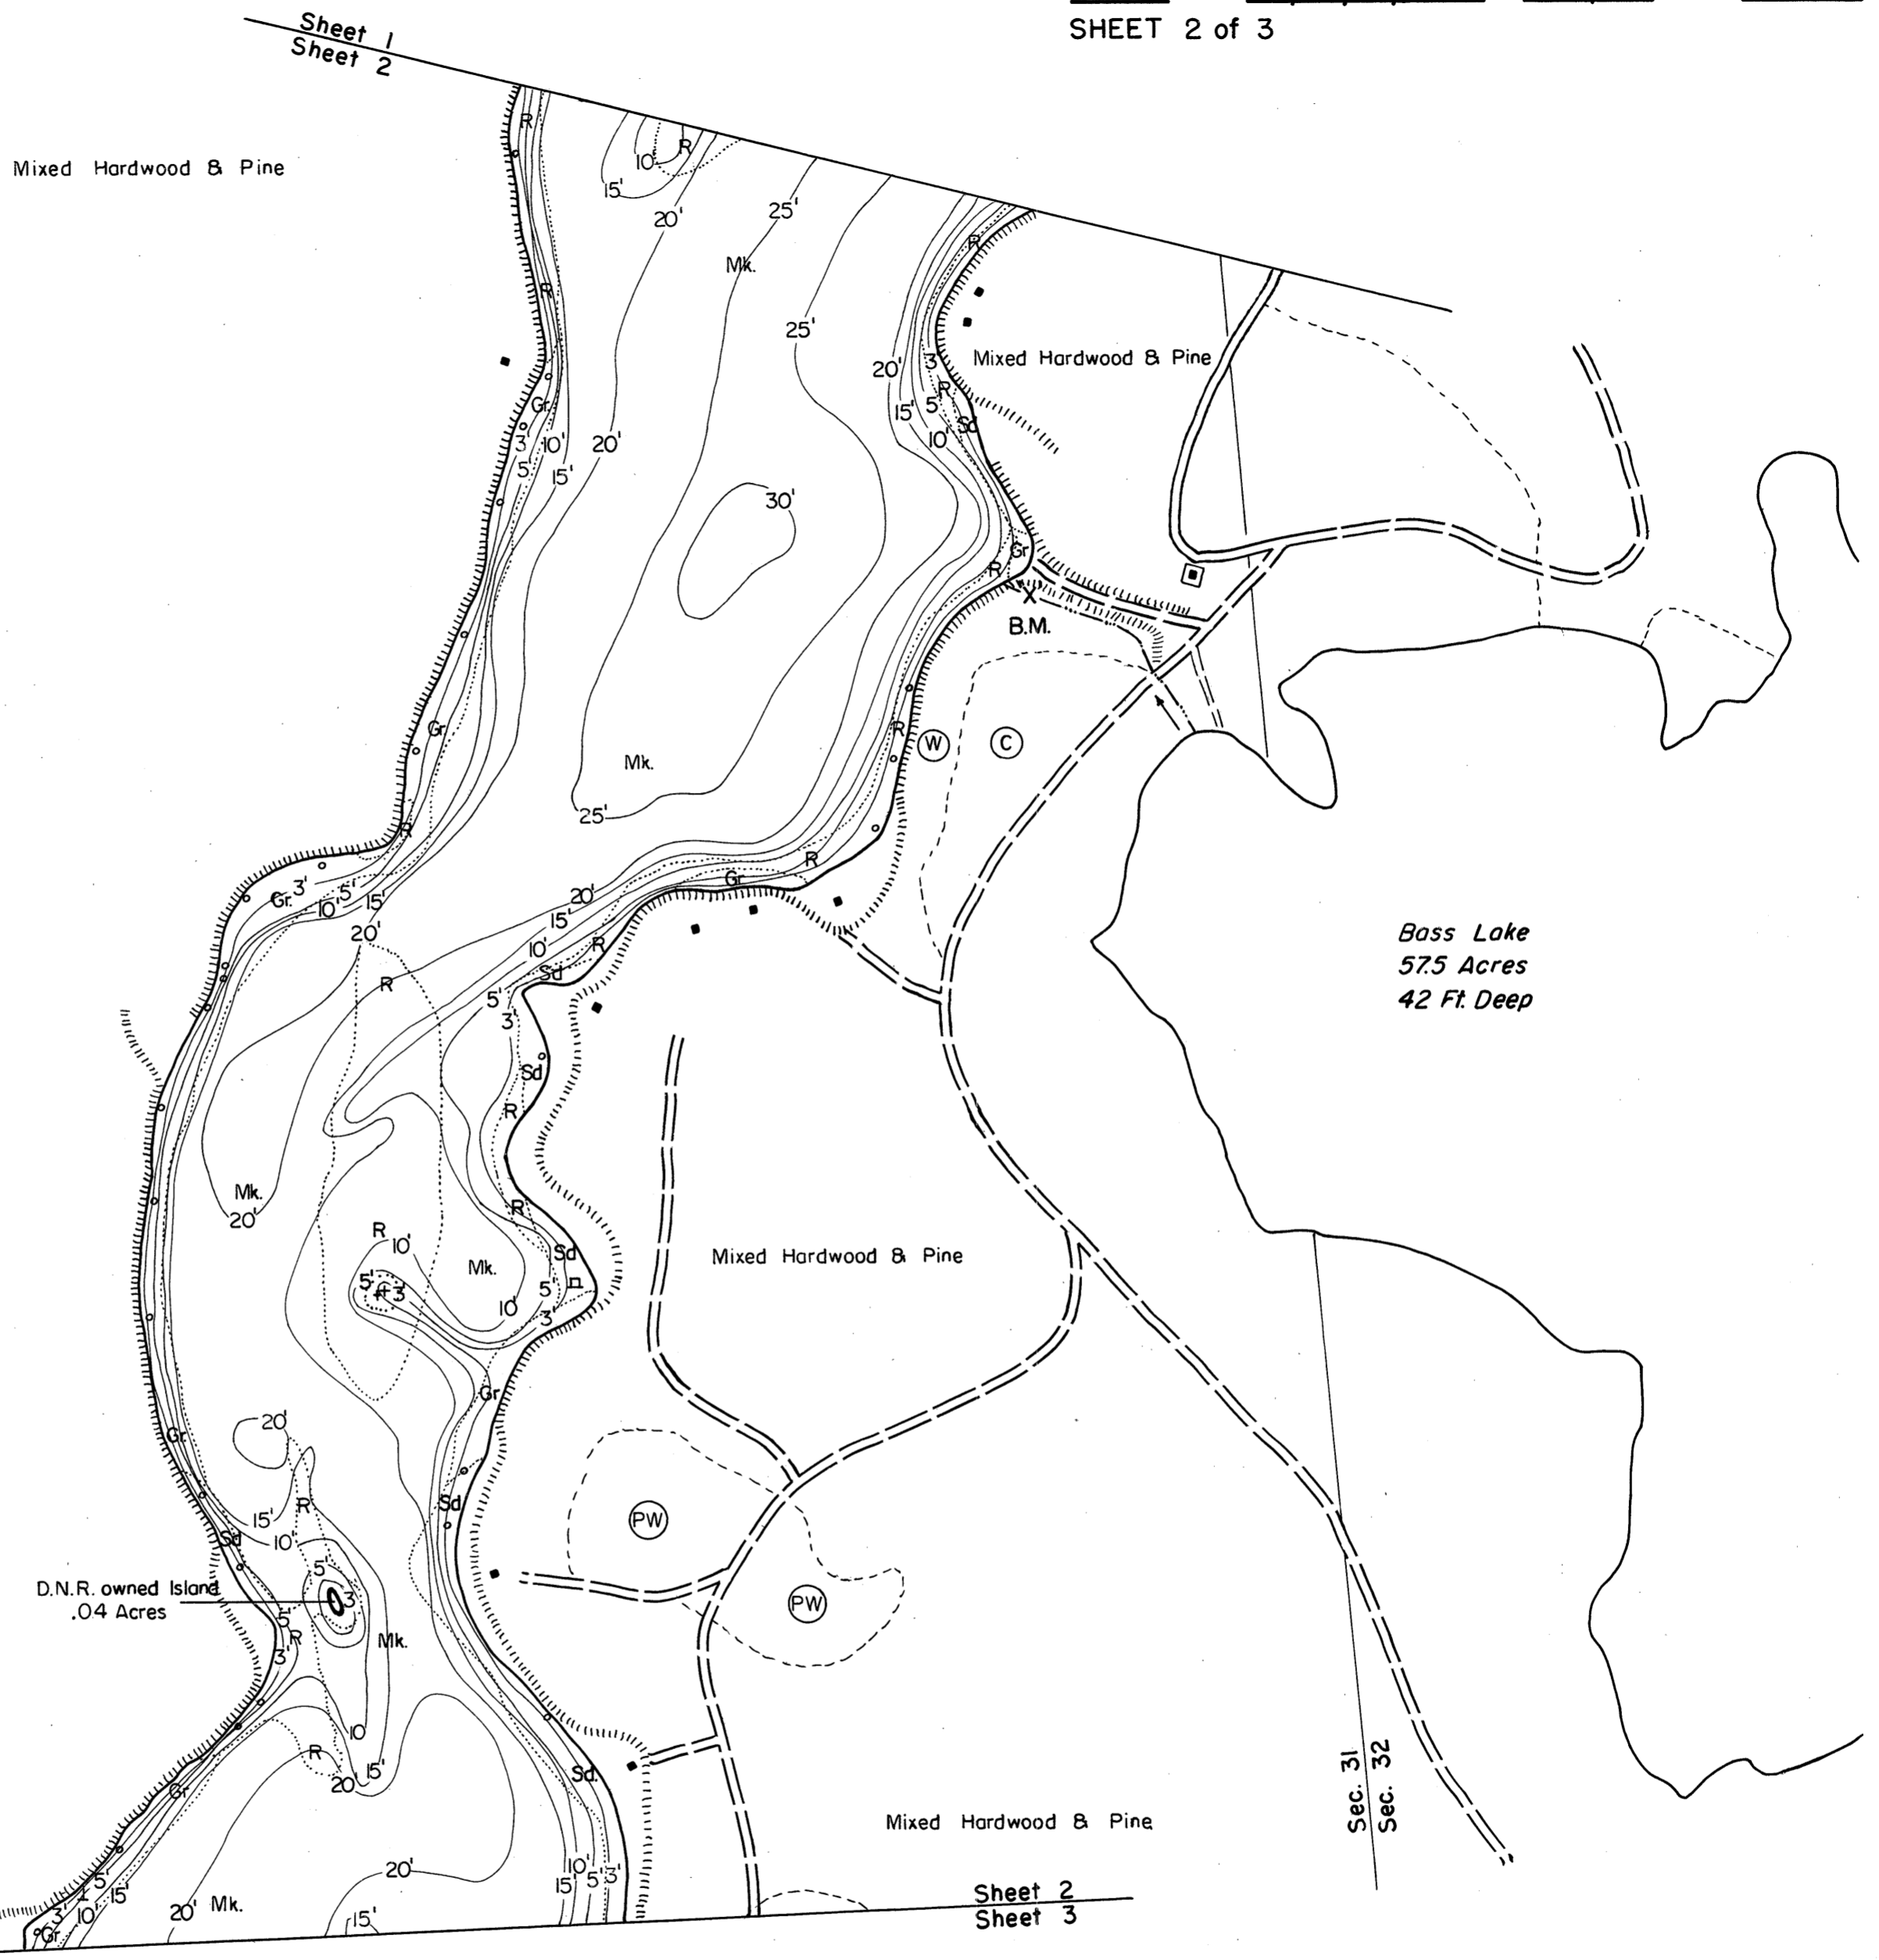 SHEET 2 of 3
Sheet 1
Sheet 2
Mixed Hardwood & Pine
R
R
10'
15'
20'
25'
Mk.
R
R
25'
20'
3'
Mixed Hardwood & Pine
R
15'
5'
Sd
10'
Gr.
3'
10'
20'
5'
15'
30'
Gr
R
X
B.M.
Gr
R
W
C
Mk.
25'
R
R
Gr
Gr.
3'
5'
10'
15'
20'
15'
20'
10'
R
Sd
R
5'
3'
Bass Lake
57.5 Acres
42 Ft. Deep
Sd
R
Mk.
20'
R
R
10'
Mk.
Sd
5'
3
5'
10'
3'
Mixed Hardwood & Pine
Gr
Gr.
20'
R
Sd
15'
10'
Sd
PW
5'
D.N.R. owned Island
.04 Acres
3
PW
5'
R
Mk.
3'
10
R
15'
20'
Gr
Sd.
Sec. 31
Sec. 32
Mixed Hardwood & Pine
20'
10'
15'
5'
3'
5'
15'
3'
10'
20'
Mk.
15'
Gr
Sheet 2
Sheet 3